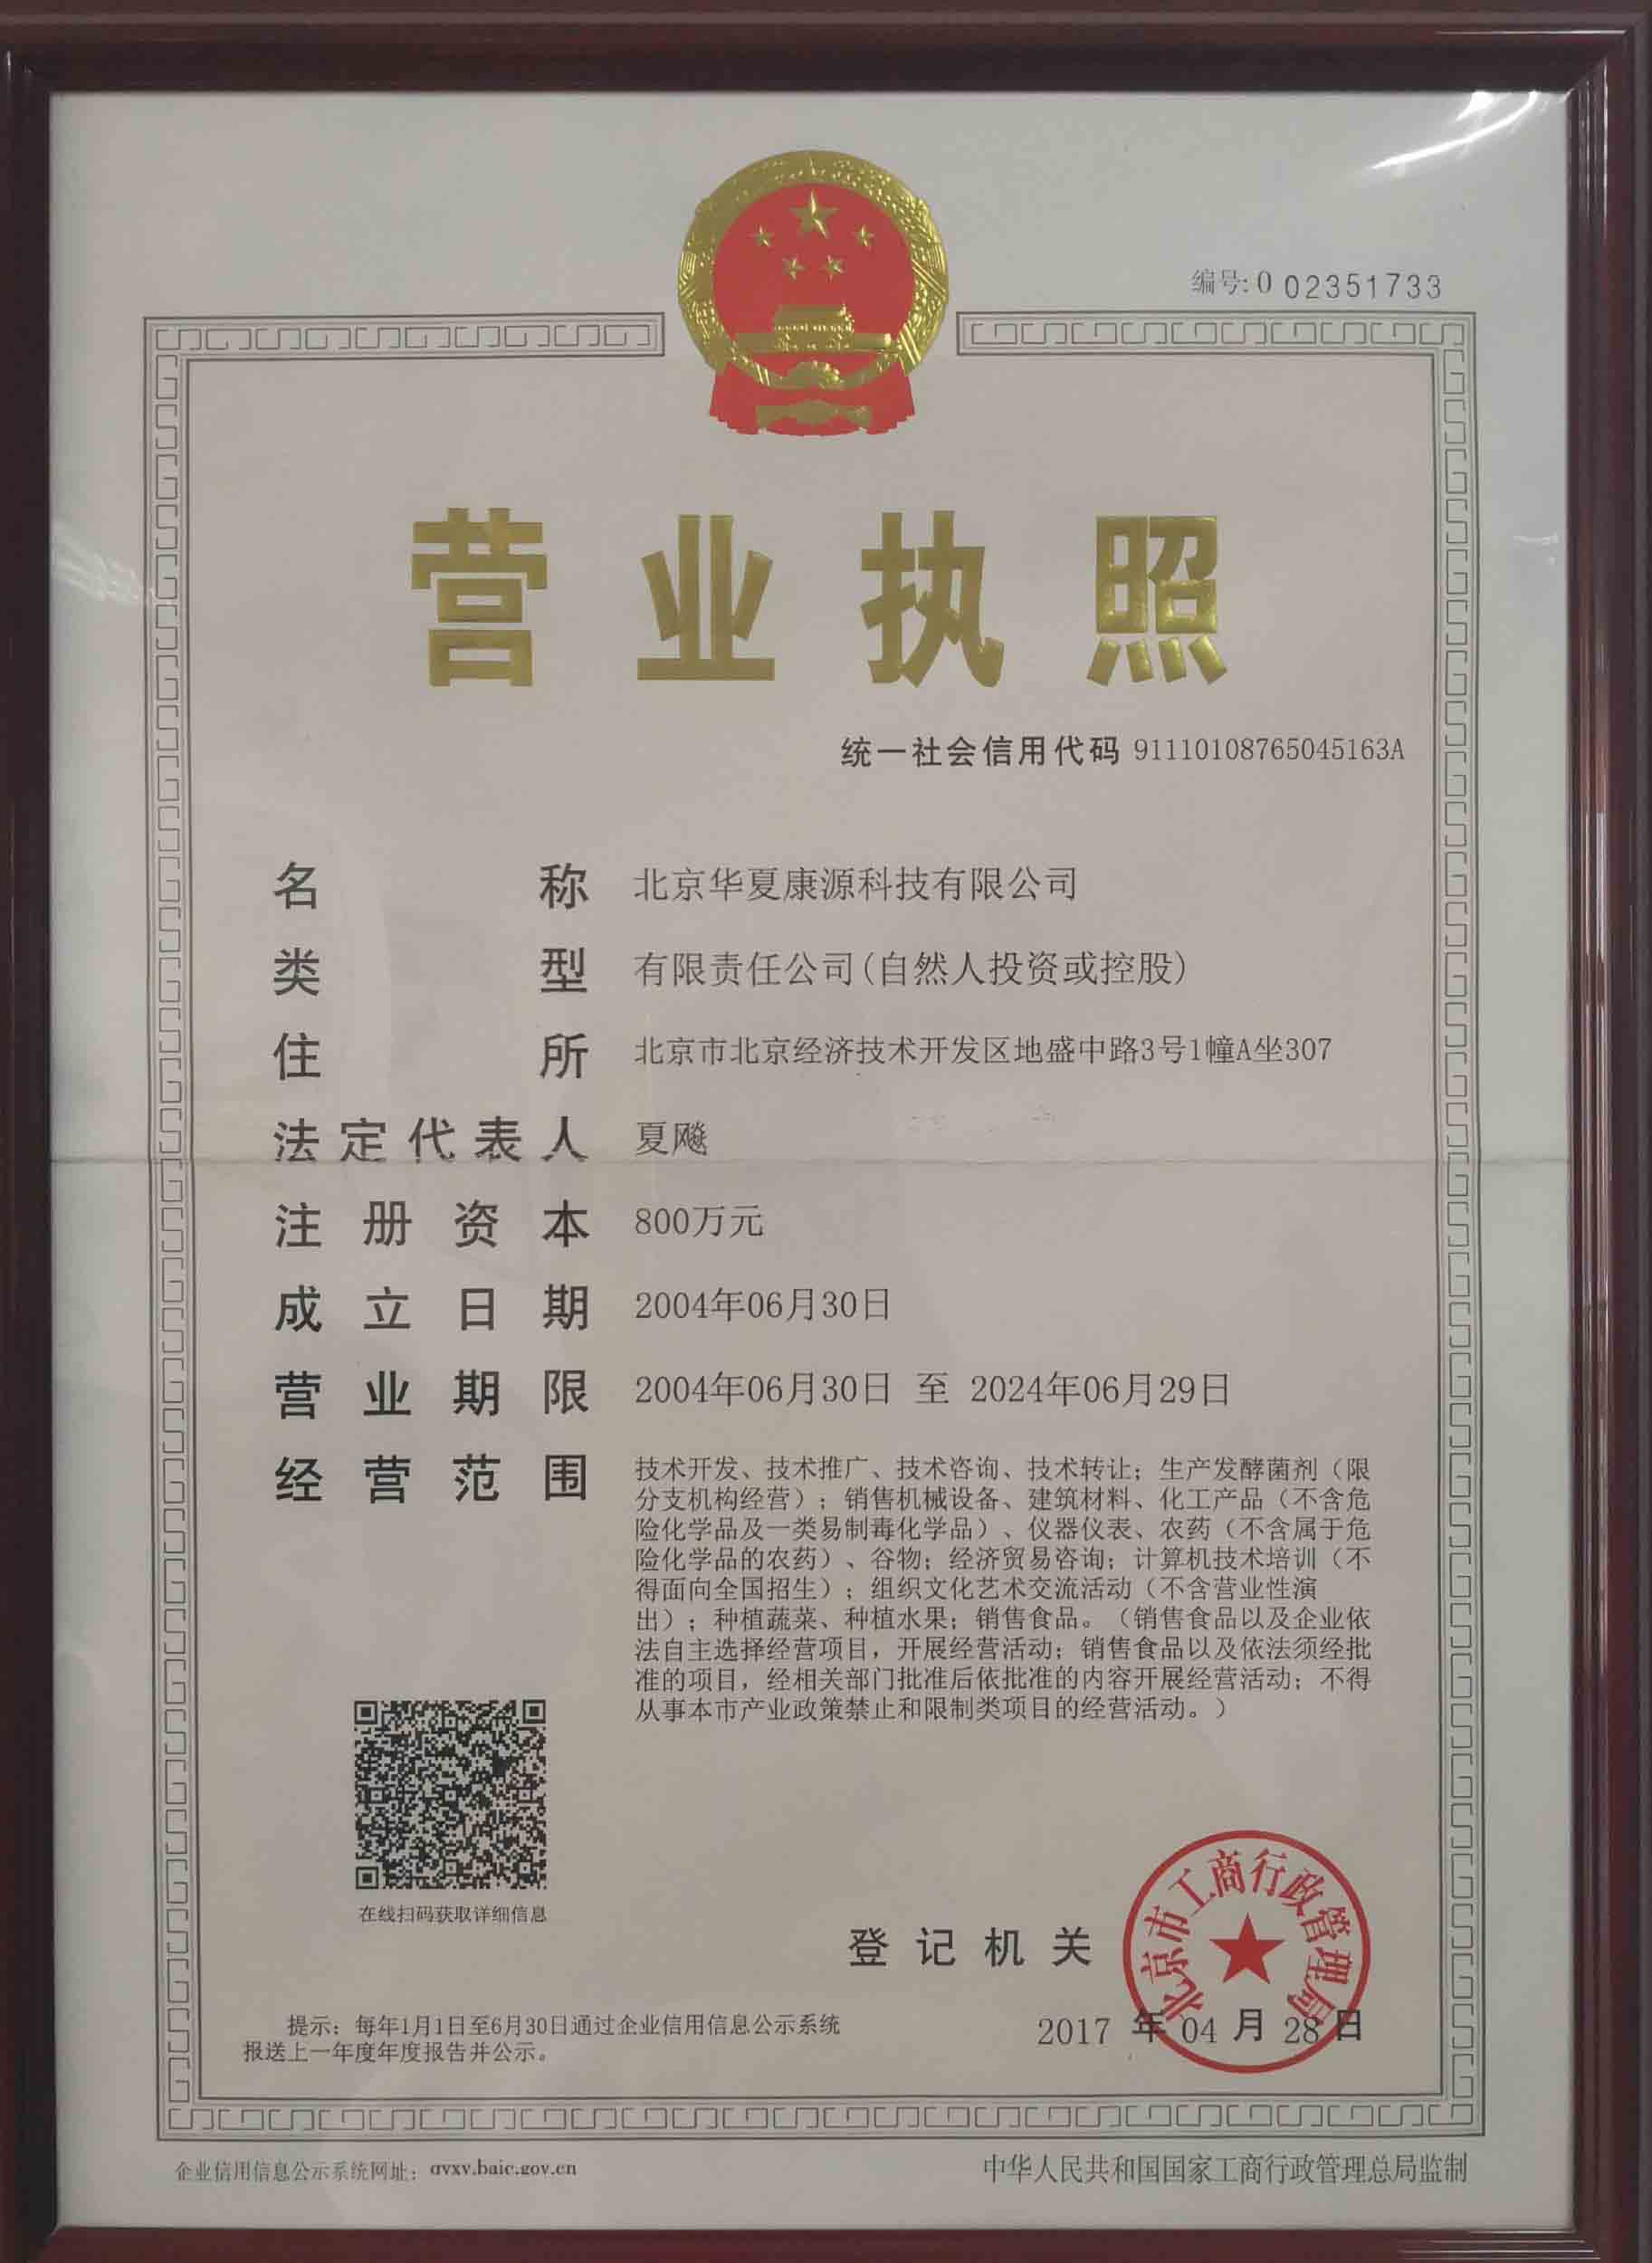 编号:0 02351733
营业执照
统一社会信用代码 91110108765045163A
名称 北京华夏康源科技有限公司
类型 有限责任公司(自然人投资或控股)
住所 北京市北京经济技术开发区地盛中路3号1幢A坐307
法定代表人 夏飚
注册资本 800万元
成立日期 2004年06月30日
营业期限 2004年06月30日 至 2024年06月29日
经营范围 技术开发、技术推广、技术咨询、技术转让；生产发酵菌剂（限
分支机构经营）；销售机械设备、建筑材料、化工产品（不含危
险化学品及一类易制毒化学品）、仪器仪表、农药（不含属于危
险化学品的农药）、谷物；经济贸易咨询；计算机技术培训（不
得面向全国招生）；组织文化艺术交流活动（不含营业性演
出）；种植蔬菜、种植水果；销售食品。（销售食品以及企业依
法自主选择经营项目，开展经营活动；销售食品以及依法须经批
准的项目，经相关部门批准后依批准的内容开展经营活动；不得
从事本市产业政策禁止和限制类项目的经营活动。）
在线扫码获取详细信息
登记机关
北京市工商行政管理局
2017 年 04 月 28 日
提示：每年1月1日至6月30日通过企业信用信息公示系统
报送上一年度年度报告并公示。
企业信用信息公示系统网址：qyxy.baic.gov.cn
中华人民共和国国家工商行政管理总局监制